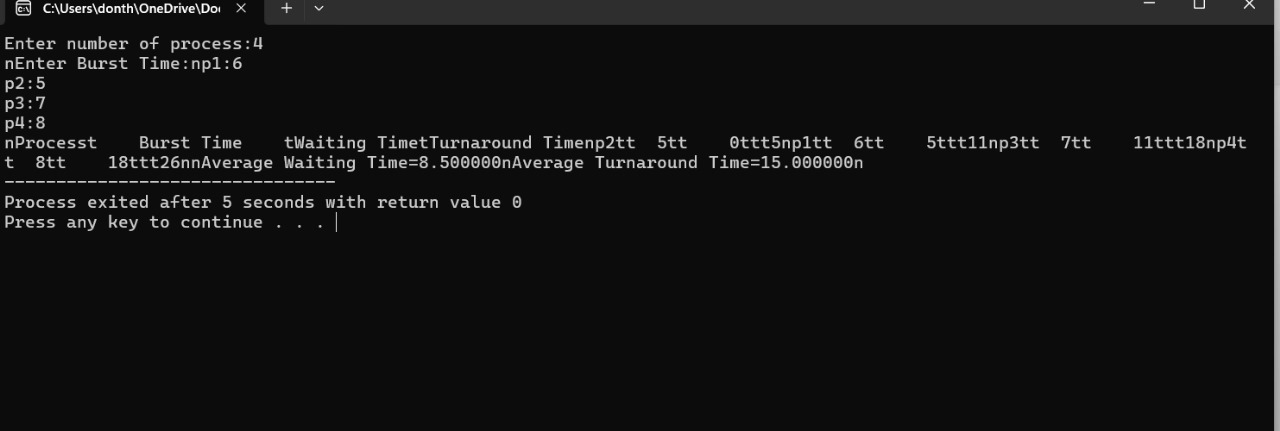 C:\Users\donth\OneDrive\Do
Enter number of process:4
nEnter Burst Time:np1:6
p2:5
p3:7
p4:8
nProcesst    Burst Time    tWaiting TimetTurnaround Timenp2tt  5tt    0ttt5np1tt  6tt    5ttt11np3tt  7tt    11ttt18np4t
t  8tt    18ttt26nnAverage Waiting Time=8.500000nAverage Turnaround Time=15.000000n
--------------------------------
Process exited after 5 seconds with return value 0
Press any key to continue . . .